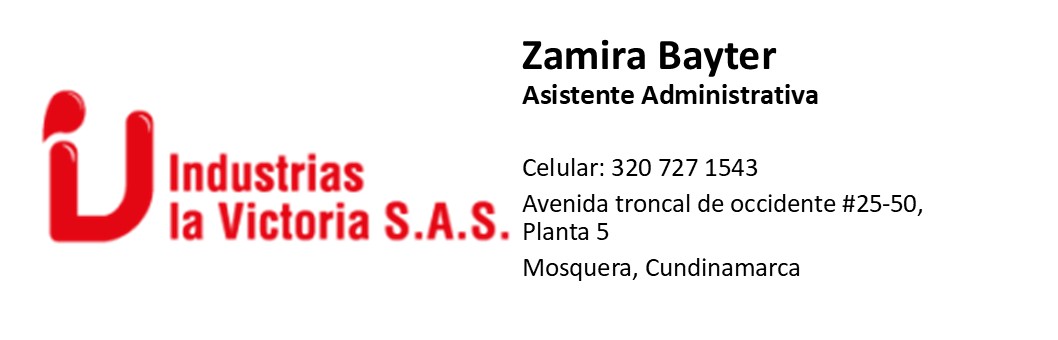 Zamira Bayter
Asistente Administrativa
Industrias
la Victoria S.A.S.
Celular: 320 727 1543
Avenida troncal de occidente #25-50,
Planta 5
Mosquera, Cundinamarca